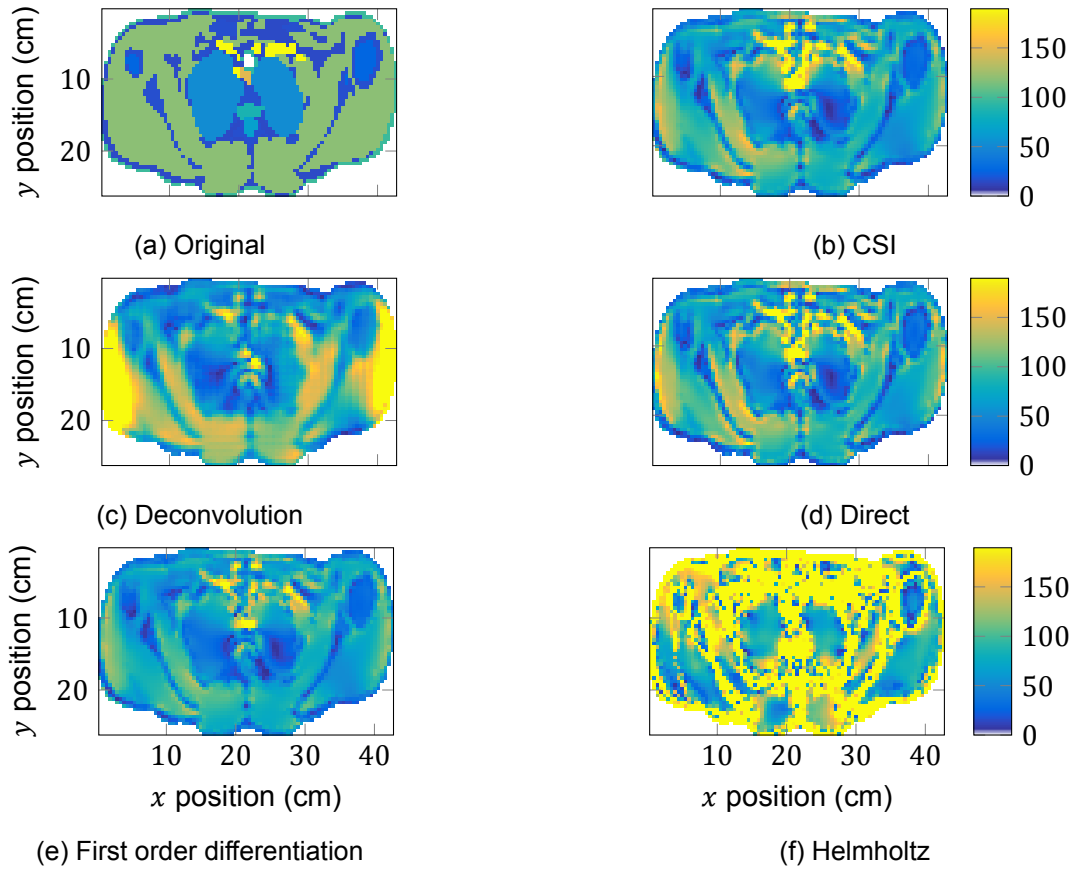 y position (cm)
10
20
(a) Original
150
100
50
0
(b) CSI
y position (cm)
10
20
(c) Deconvolution
150
100
50
0
(d) Direct
y position (cm)
10
20
10 20 30 40
x position (cm)
(e) First order differentiation
150
100
50
0
10 20 30 40
x position (cm)
(f) Helmholtz